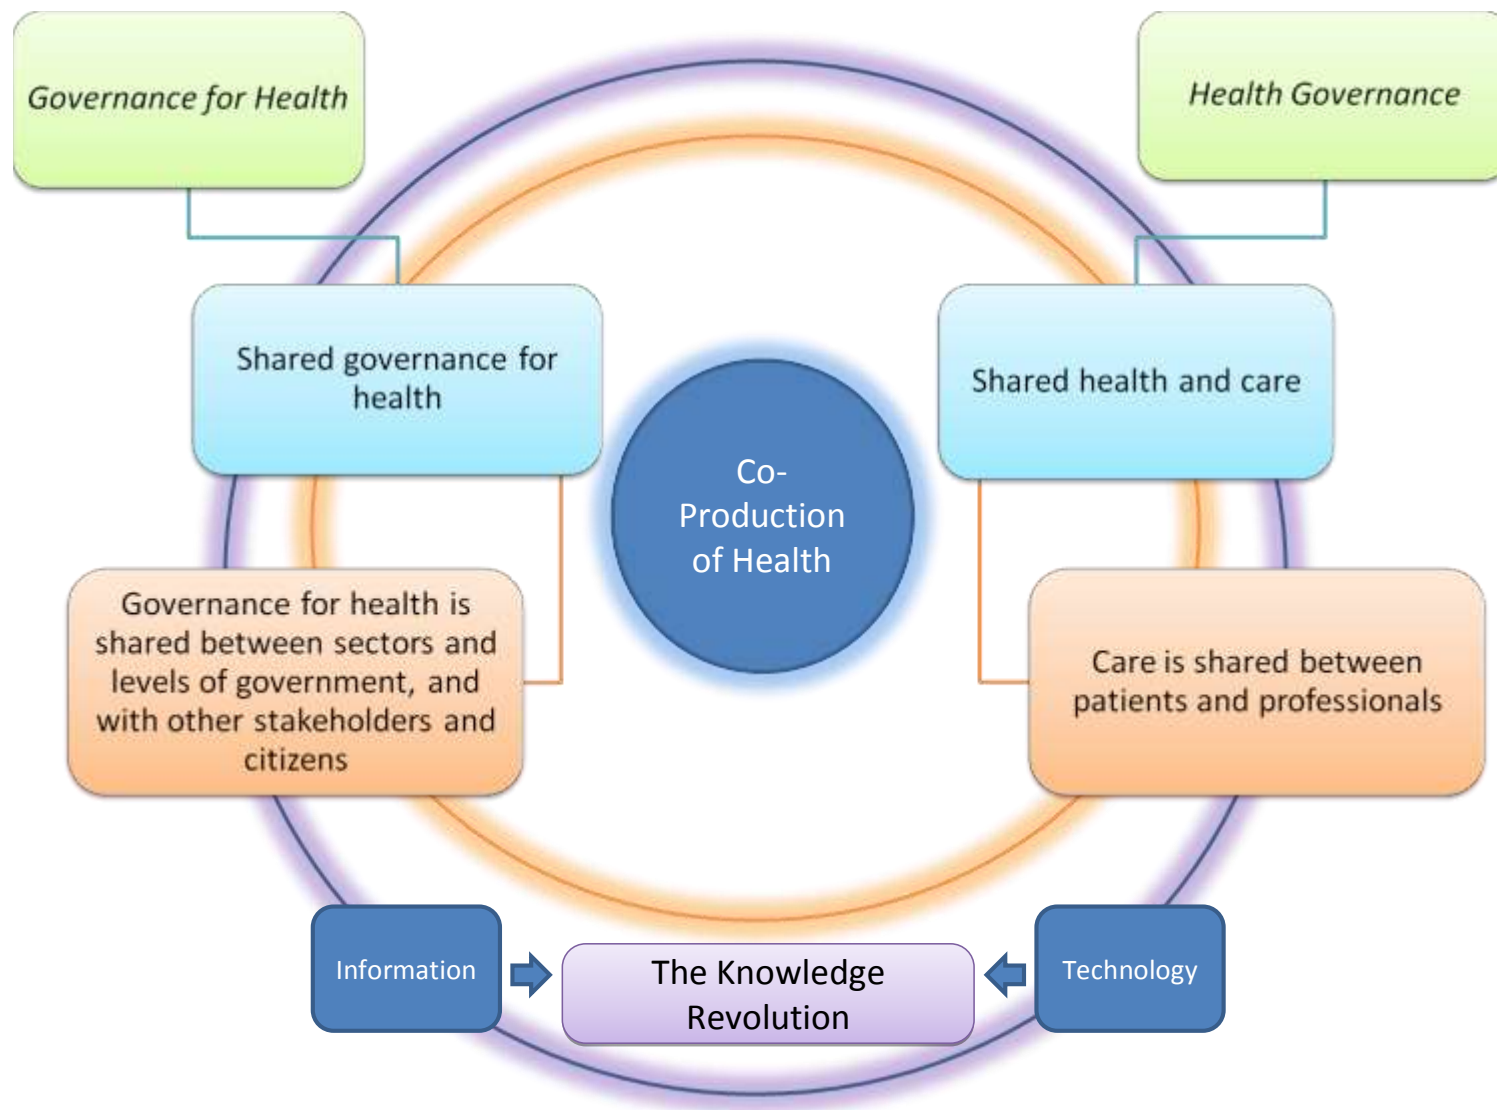 Governance for Health
Health Governance
Shared governance for
health
Shared health and care
Co-
Production
of Health
Governance for health is
shared between sectors and
levels of government, and
with other stakeholders and
citizens
Care is shared between
patients and professionals
Information
The Knowledge
Revolution
Technology